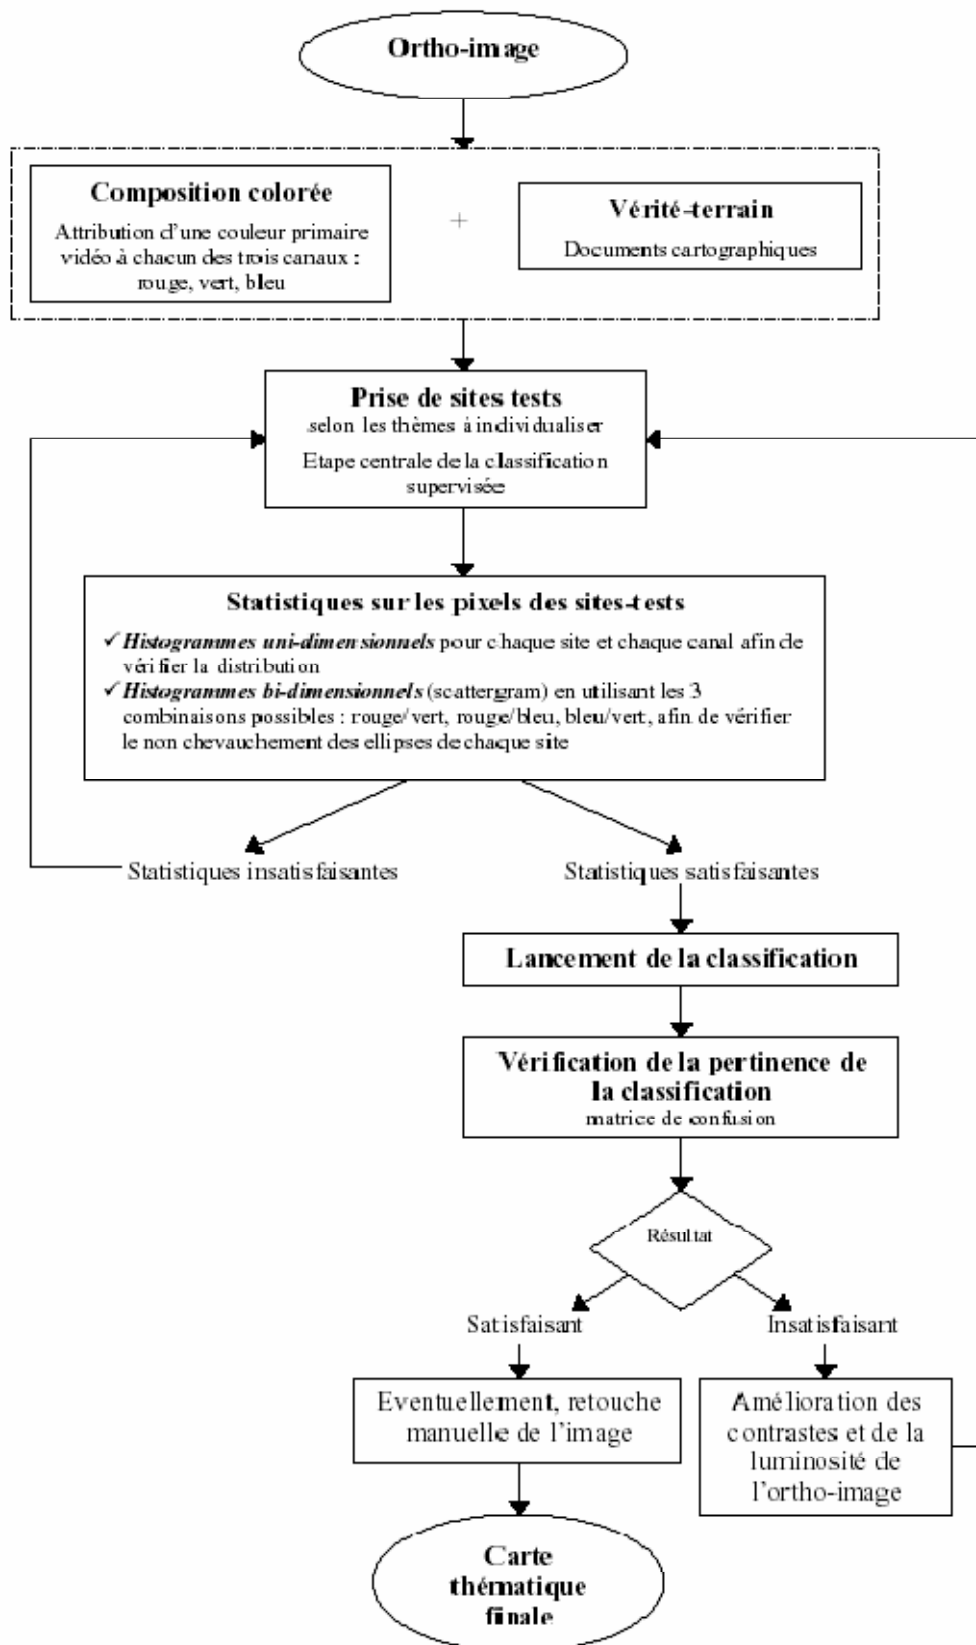 Ortho-image
Composition colorée
Attribution d'une couleur primaire
vidéo à chacun des trois canaux :
rouge, vert, bleu
+
Vérité-terrain
Documents cartographiques
Prise de sites tests
selon les thèmes à individualiser
Etape centrale de la classification
supervisée
Statistiques sur les pixels des sites-tests
✓ Histogrammes uni-dimensionnels pour chaque site et chaque canal afin de
vérifier la distribution
✓ Histogrammes bi-dimensionnels (scattergram) en utilisant les 3
combinaisons possibles : rouge/vert, rouge/bleu, bleu/vert, afin de vérifier
le non chevauchement des ellipses de chaque site
Statistiques insatisfaisantes
Statistiques satisfaisantes
Lancement de la classification
Vérification de la pertinence de
la classification
matrice de confusion
Résultat
Satisfaisant
Insatisfaisant
Eventuellement, retouche
manuelle de l'image
Amélioration des
contrastes et de la
luminosité de
l'ortho-image
Carte
thématique
finale